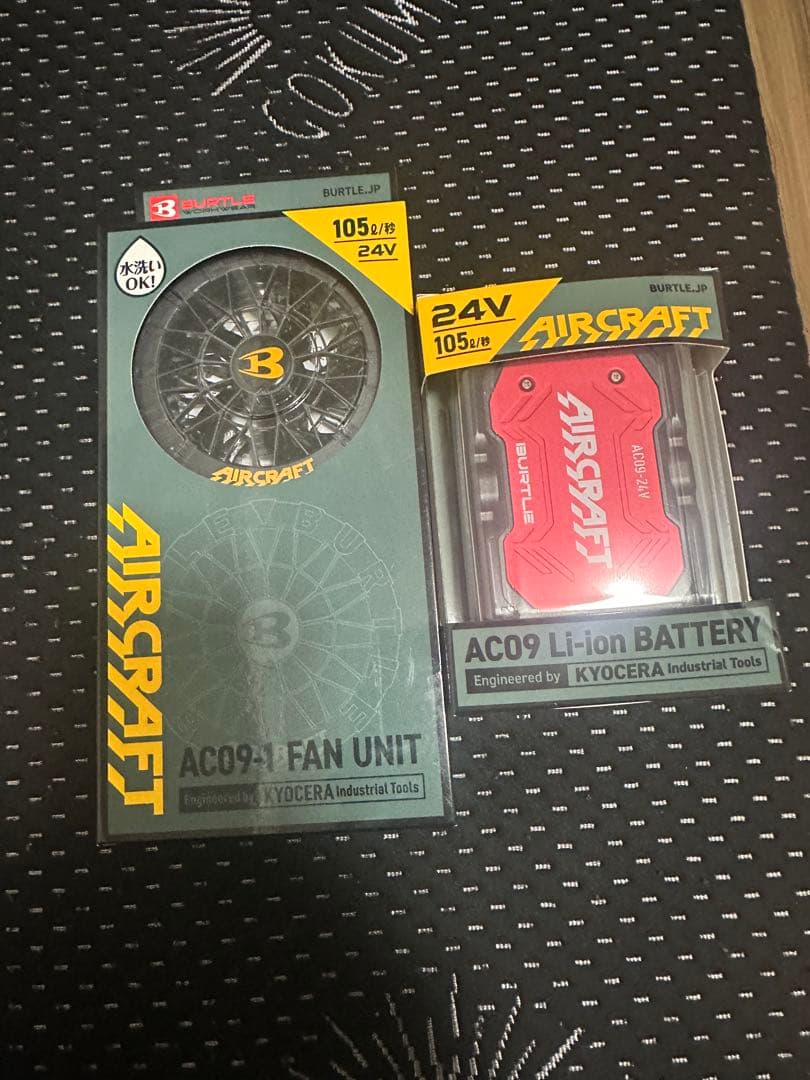 COKUM
BURTLE
WORKWEAR
BURTLE.JP
105ℓ/秒
24V
水洗い
OK!
B
AIRCRAFT
AIRCRAFT
B
AC09-1 FAN UNIT
Engineered by KYOCERA Industrial Tools
BURTLE.JP
24V
105ℓ/秒
AIRCRAFT
AIRCRAFT
BURTLE
AC09-24V
AC09 Li-ion BATTERY
Engineered by KYOCERA Industrial Tools